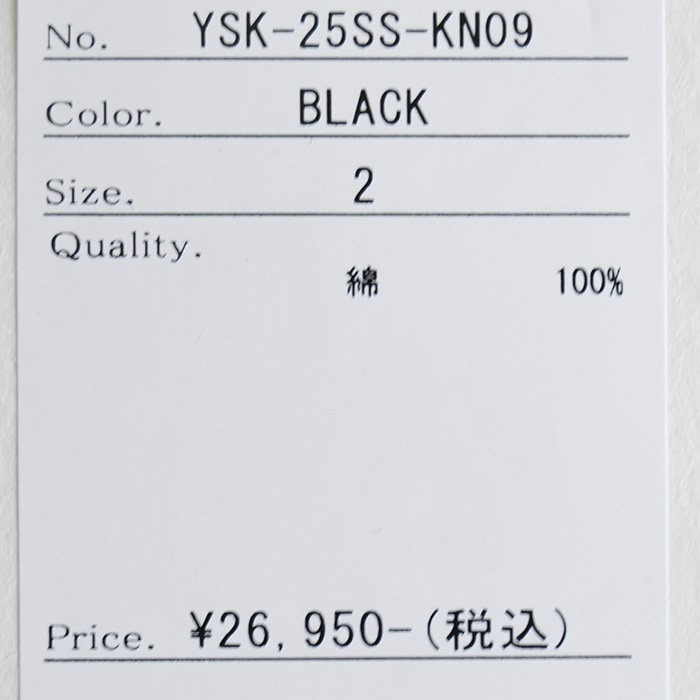 No. YSK-25SS-KN09
Color. BLACK
Size. 2
Quality.
綿 100%
Price. ¥26,950-(税込)